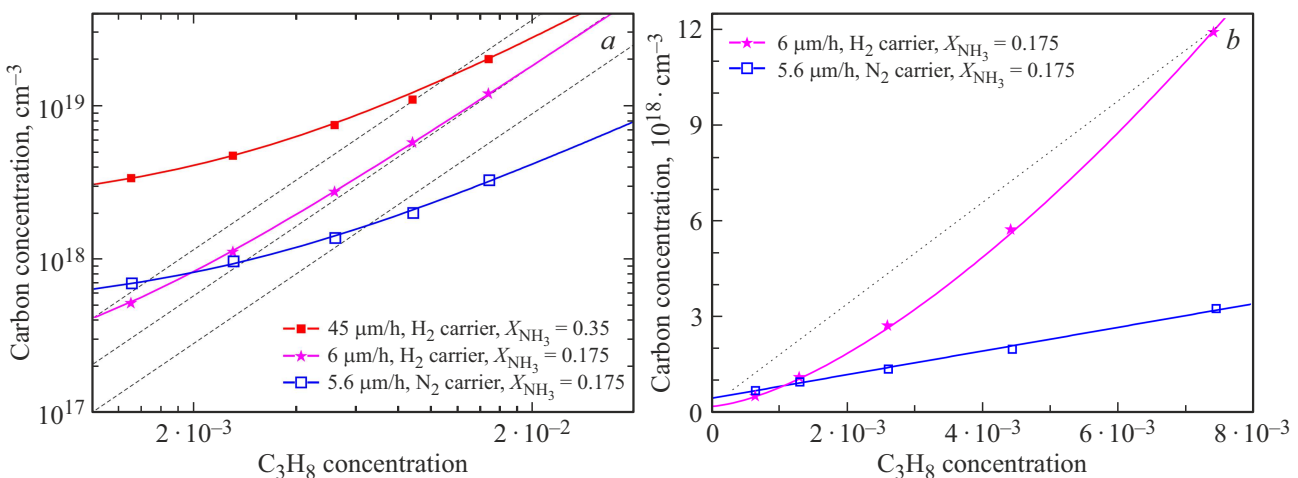 a
Carbon concentration, cm⁻³
10¹⁹
10¹⁸
10¹⁷
45 μm/h, H₂ carrier, X_NH₃ = 0.35
6 μm/h, H₂ carrier, X_NH₃ = 0.175
5.6 μm/h, N₂ carrier, X_NH₃ = 0.175
2 · 10⁻³
2 · 10⁻²
C₃H₈ concentration
b
Carbon concentration, 10¹⁸ · cm⁻³
12
9
6
3
0
6 μm/h, H₂ carrier, X_NH₃ = 0.175
5.6 μm/h, N₂ carrier, X_NH₃ = 0.175
0
2 · 10⁻³
4 · 10⁻³
6 · 10⁻³
8 · 10⁻³
C₃H₈ concentration